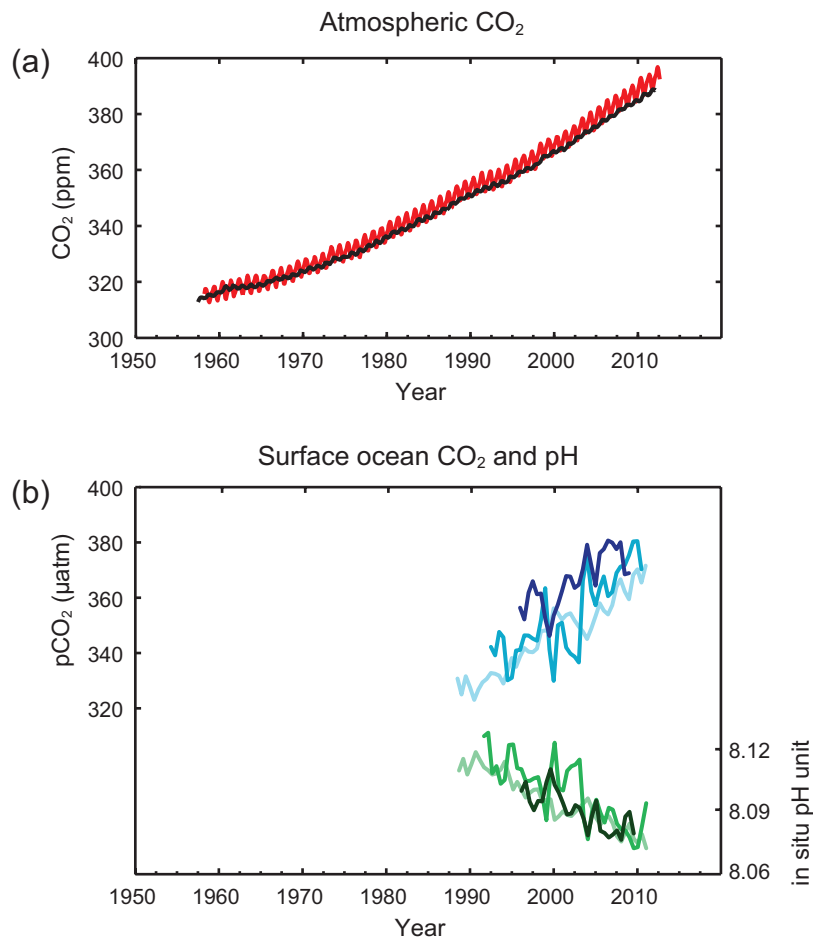 Atmospheric CO₂
(a)
CO₂ (ppm)
400
380
360
340
320
300
1950 1960 1970 1980 1990 2000 2010
Year
Surface ocean CO₂ and pH
(b)
pCO₂ (µatm)
400
380
360
340
320
8.12
8.09
8.06
in situ pH unit
1950 1960 1970 1980 1990 2000 2010
Year